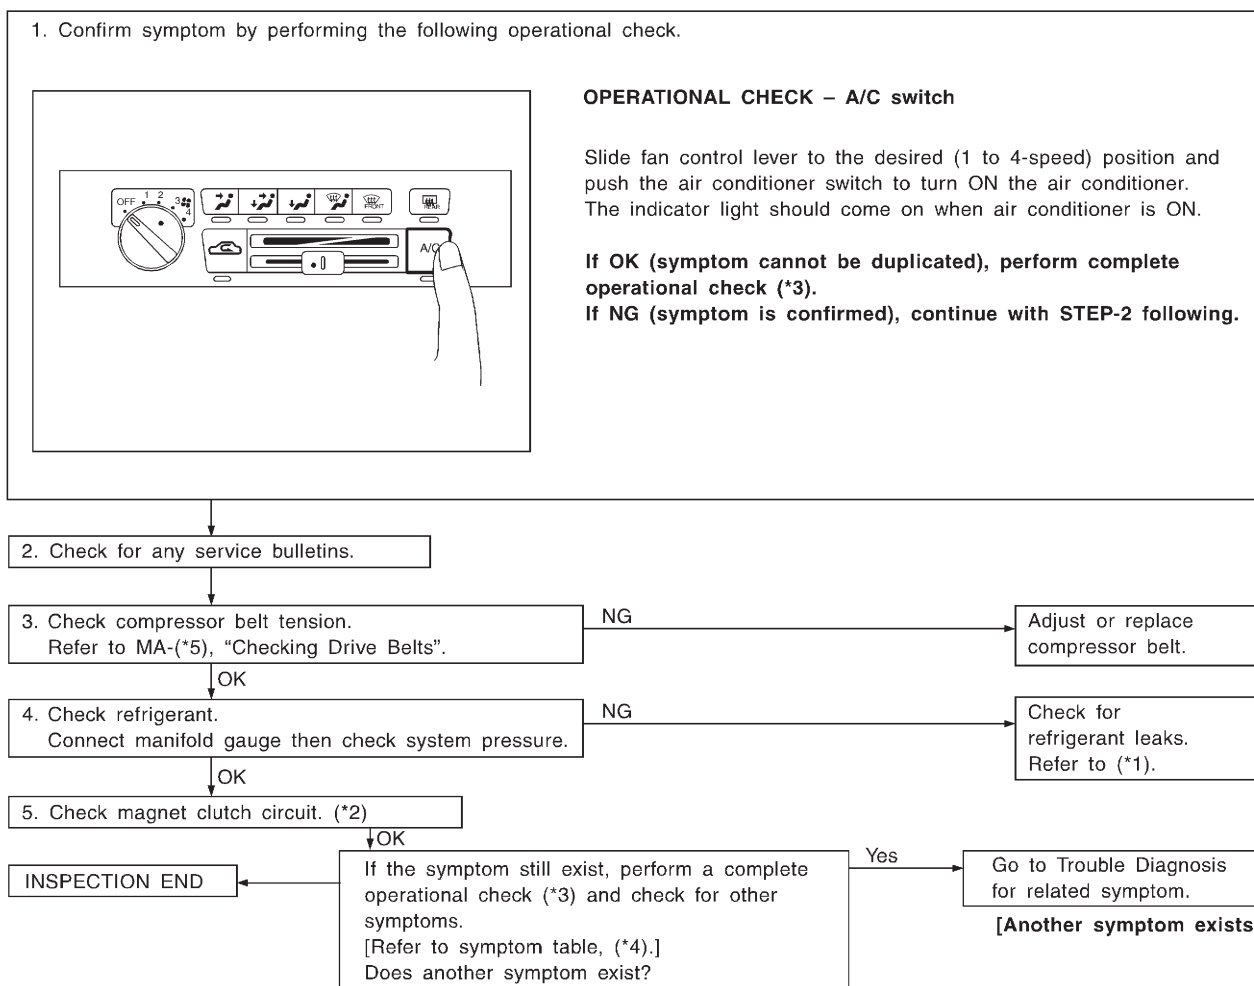 1. Confirm symptom by performing the following operational check.
OPERATIONAL CHECK – A/C switch
Slide fan control lever to the desired (1 to 4-speed) position and
push the air conditioner switch to turn ON the air conditioner.
The indicator light should come on when air conditioner is ON.
If OK (symptom cannot be duplicated), perform complete
operational check (*3).
If NG (symptom is confirmed), continue with STEP-2 following.
OFF 1 2 3 4
FRONT
REAR
A/C
2. Check for any service bulletins.
3. Check compressor belt tension.
Refer to MA-(*5), “Checking Drive Belts”.
NG
Adjust or replace
compressor belt.
OK
4. Check refrigerant.
Connect manifold gauge then check system pressure.
NG
Check for
refrigerant leaks.
Refer to (*1).
OK
5. Check magnet clutch circuit. (*2)
OK
INSPECTION END
If the symptom still exist, perform a complete
operational check (*3) and check for other
symptoms.
[Refer to symptom table, (*4).]
Does another symptom exist?
Yes
Go to Trouble Diagnosis
for related symptom.
[Another symptom exists